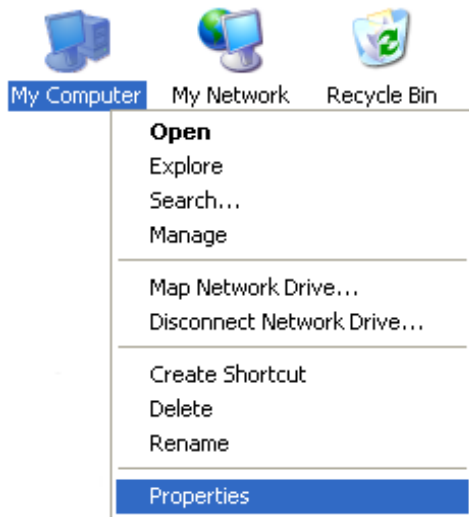 My Computer My Network Recycle Bin
Open
Explore
Search...
Manage
Map Network Drive...
Disconnect Network Drive...
Create Shortcut
Delete
Rename
Properties